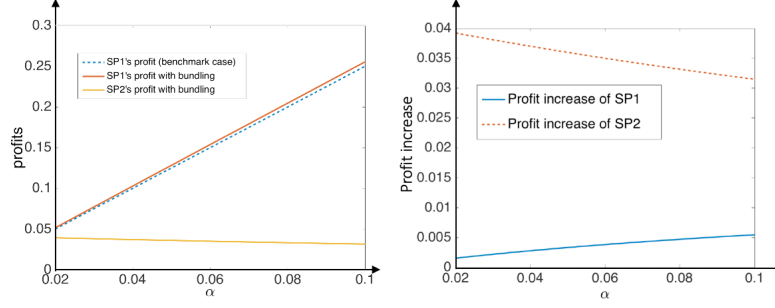 0.3
0.25
0.2
0.15
0.1
0.05
0
profits
SP1's profit (benchmark case)
SP1's profit with bundling
SP2's profit with bundling
0.02
0.04
0.06
0.08
0.1
α
0.04
0.035
0.03
0.025
0.02
0.015
0.01
0.005
0
Profit increase
Profit increase of SP1
Profit increase of SP2
0.02
0.04
0.06
0.08
0.1
α